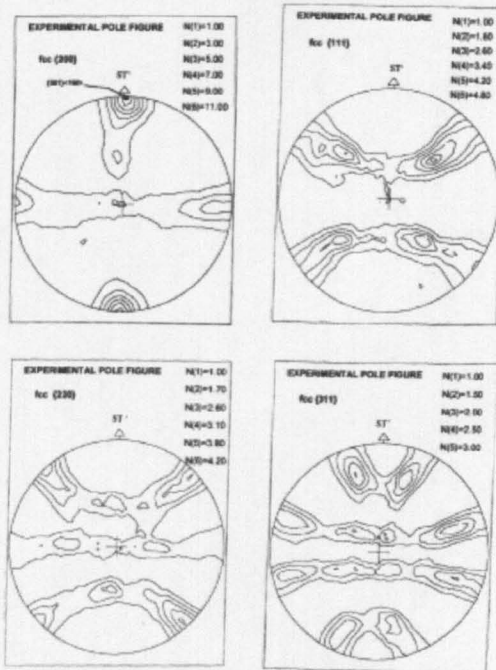 EXPERIMENTAL POLE FIGURE
fcc {200}
ST'
N(1)=1.00
N(2)=3.00
N(3)=5.00
N(4)=7.00
N(5)=9.00
N(6)=11.00
EXPERIMENTAL POLE FIGURE
fcc {111}
ST'
N(1)=1.00
N(2)=1.80
N(3)=2.60
N(4)=3.40
N(5)=4.20
N(6)=4.80
EXPERIMENTAL POLE FIGURE
fcc {220}
ST'
N(1)=1.00
N(2)=1.70
N(3)=2.60
N(4)=3.10
N(5)=3.80
N(6)=4.20
EXPERIMENTAL POLE FIGURE
fcc {311}
ST'
N(1)=1.00
N(2)=1.50
N(3)=2.00
N(4)=2.50
N(5)=3.00